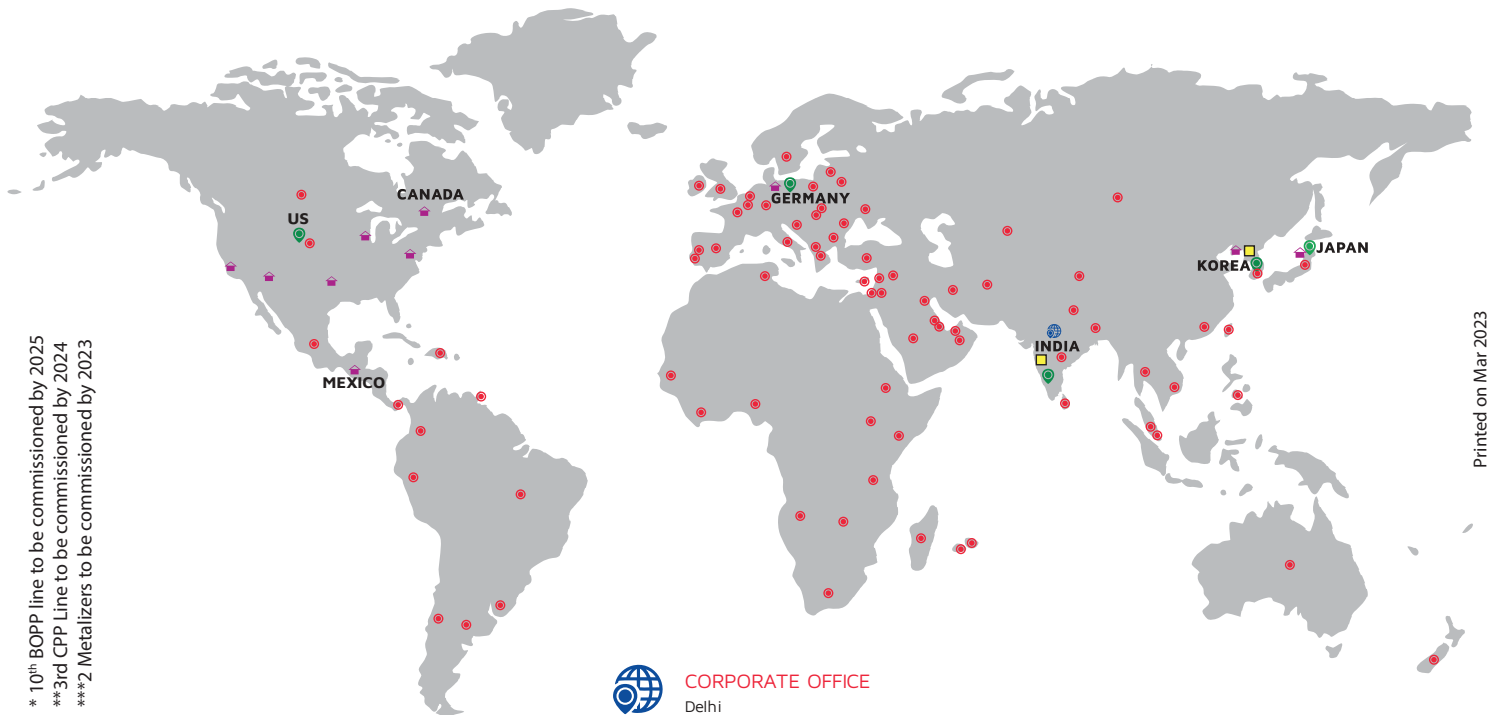 CANADA
US
GERMANY
JAPAN
KOREA
INDIA
MEXICO
* 10th BOPP line to be commissioned by 2025
**3rd CPP Line to be commissioned by 2024
***2 Metalizers to be commissioned by 2023
Printed on Mar 2023
CORPORATE OFFICE
Delhi